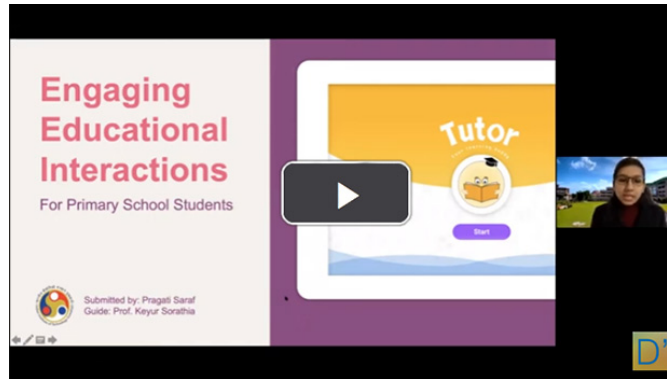 Engaging
Educational
Interactions
For Primary School Students
Submitted by: Pragati Saraf
Guide: Prof. Keyur Sorathia
Tutor
Start
D'